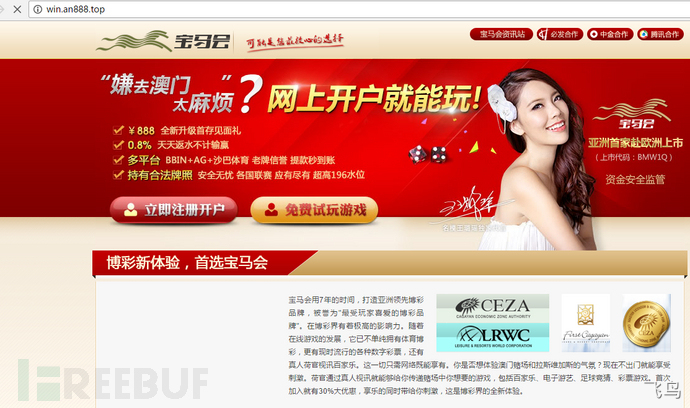 win.an888.top
宝马会
可能是您最放心的选择
宝马会资讯站
必发合作
中金合作
腾讯合作
“嫌去澳门
太麻烦”?
网上开户就能玩!
¥888 全新升级首存见面礼
0.8% 天天返水不计输赢
多平台 BBIN+AG+沙巴体育 老牌信誉 提款秒到账
持有合法牌照 安全无忧 各国联赛 应有尽有 超高196水位
宝马会
亚洲首家赴欧洲上市
(上市代码:BMW1Q)
资金安全监管
立即注册开户
免费试玩游戏
博彩新体验,首选宝马会
宝马会用7年的时间,打造亚洲领先博彩
品牌,被誉为“最受玩家喜爱的博彩品
牌”。在博彩界有着极高的影响力。随着
在线游戏的发展,它已不单纯拥有体育博
彩,更有现时流行的各种数字彩票,还有
真人荷官视讯百家乐。这一切只需网络既能享有。你是否想体验澳门赌场和拉斯维加斯的气氛?现在不出门就能享受
刺激。荷官通过真人视讯就能够给你传递赌场中你想要的游戏,包括百家乐、电子游艺、足球竞猜、彩票游戏。首次
加入就有30%大优惠,享乐的同时带给你刺激,这是博彩界的全新体验。
CEZA
CAGAYAN ECONOMIC ZONE AUTHORITY
LRWC
LEISURE & RESORTS WORLD CORPORATION
First Cagayan
REEBUF
飞鸟